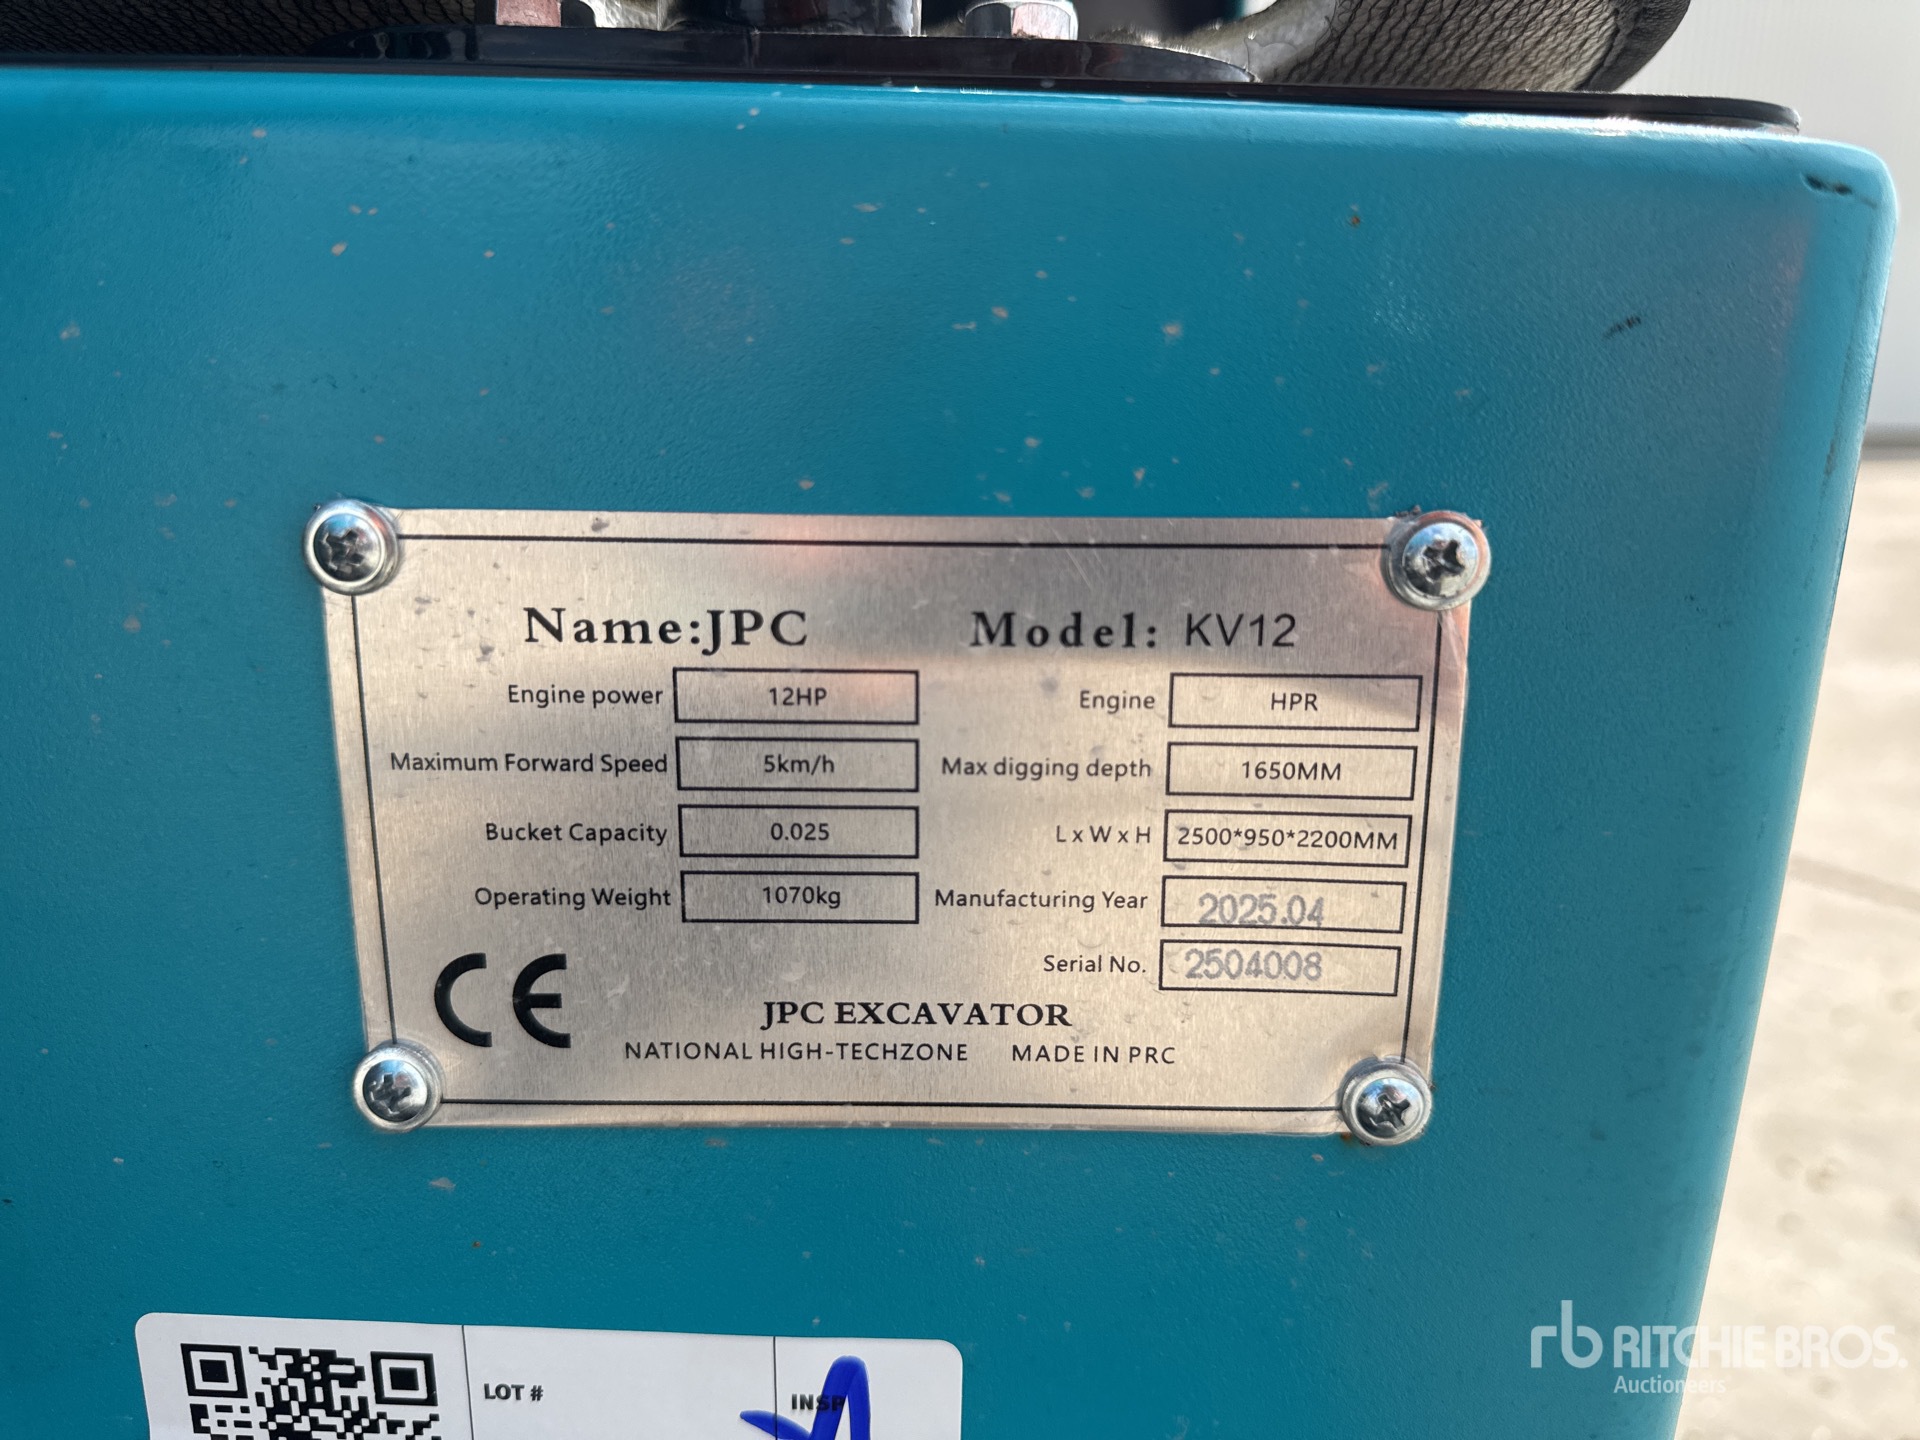 Name:JPC Model: KV12
Engine power 12HP Engine HPR
Maximum Forward Speed 5km/h Max digging depth 1650MM
Bucket Capacity 0.025 L x W x H 2500*950*2200MM
Operating Weight 1070kg Manufacturing Year 2025.04
Serial No. 2504008
CE
JPC EXCAVATOR
NATIONAL HIGH-TECHZONE MADE IN PRC
LOT # INSP
rb RITCHIE BROS.
Auctioneers